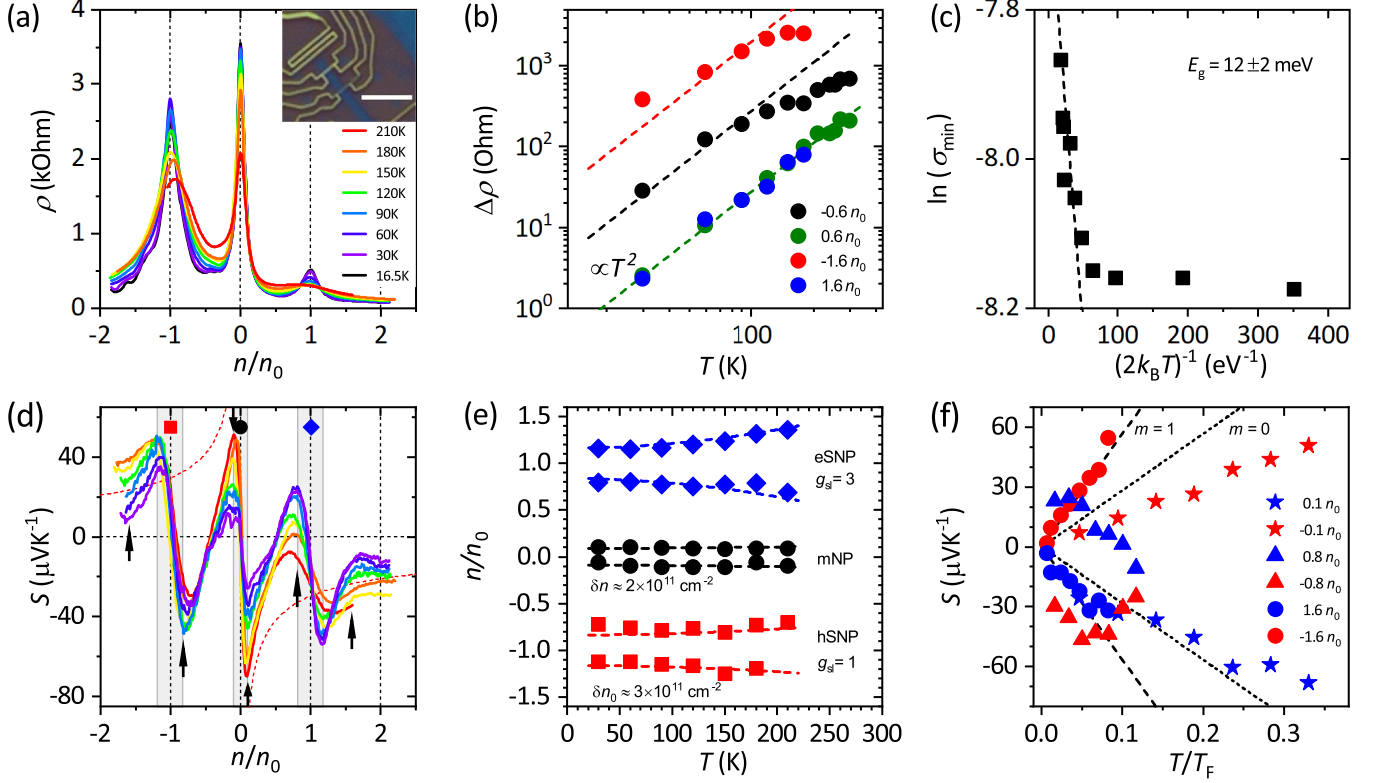 (a)
4
3
2
1
0
ρ (kOhm)
-2
-1
0
1
2
n/n0
210K
180K
150K
120K
90K
60K
30K
16.5K
(b)
10^4
10^3
10^2
10^1
10^0
Δρ (Ohm)
100
T (K)
∝T^2
-0.6 n0
0.6 n0
-1.6 n0
1.6 n0
(c)
-7.8
-8.0
-8.2
ln (σmin)
Eg = 12 ±2 meV
0
100
200
300
400
(2kBT)^-1 (eV^-1)
(d)
40
0
-40
-80
S (μVK^-1)
-2
-1
0
1
2
n/n0
(e)
1.5
1.0
0.5
0.0
-0.5
-1.0
-1.5
n/n0
eSNP
gsl= 3
mNP
δn ≈ 2×10^11 cm^-2
hSNP
gsl= 1
δn0 ≈ 3×10^11 cm^-2
0
50
100
150
200
250
300
T (K)
(f)
60
30
0
-30
-60
S (μVK^-1)
m = 1
m = 0
0.1 n0
-0.1 n0
0.8 n0
-0.8 n0
1.6 n0
-1.6 n0
0.0
0.1
0.2
0.3
T/TF